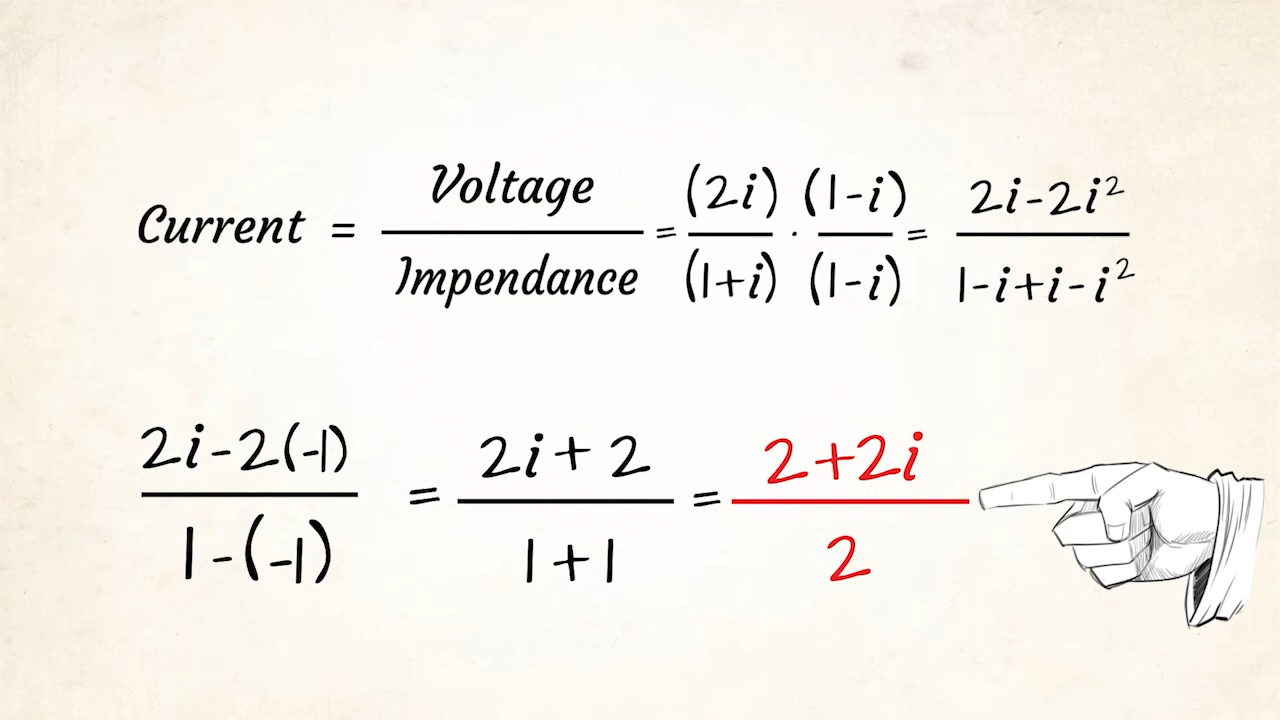 Current = Voltage / Impendance = (2i) / (1+i) · (1-i) / (1-i) = 2i-2i² / 1-i+i-i²
2i-2(-1) / 1-(-1) = 2i+2 / 1+1 = 2+2i / 2